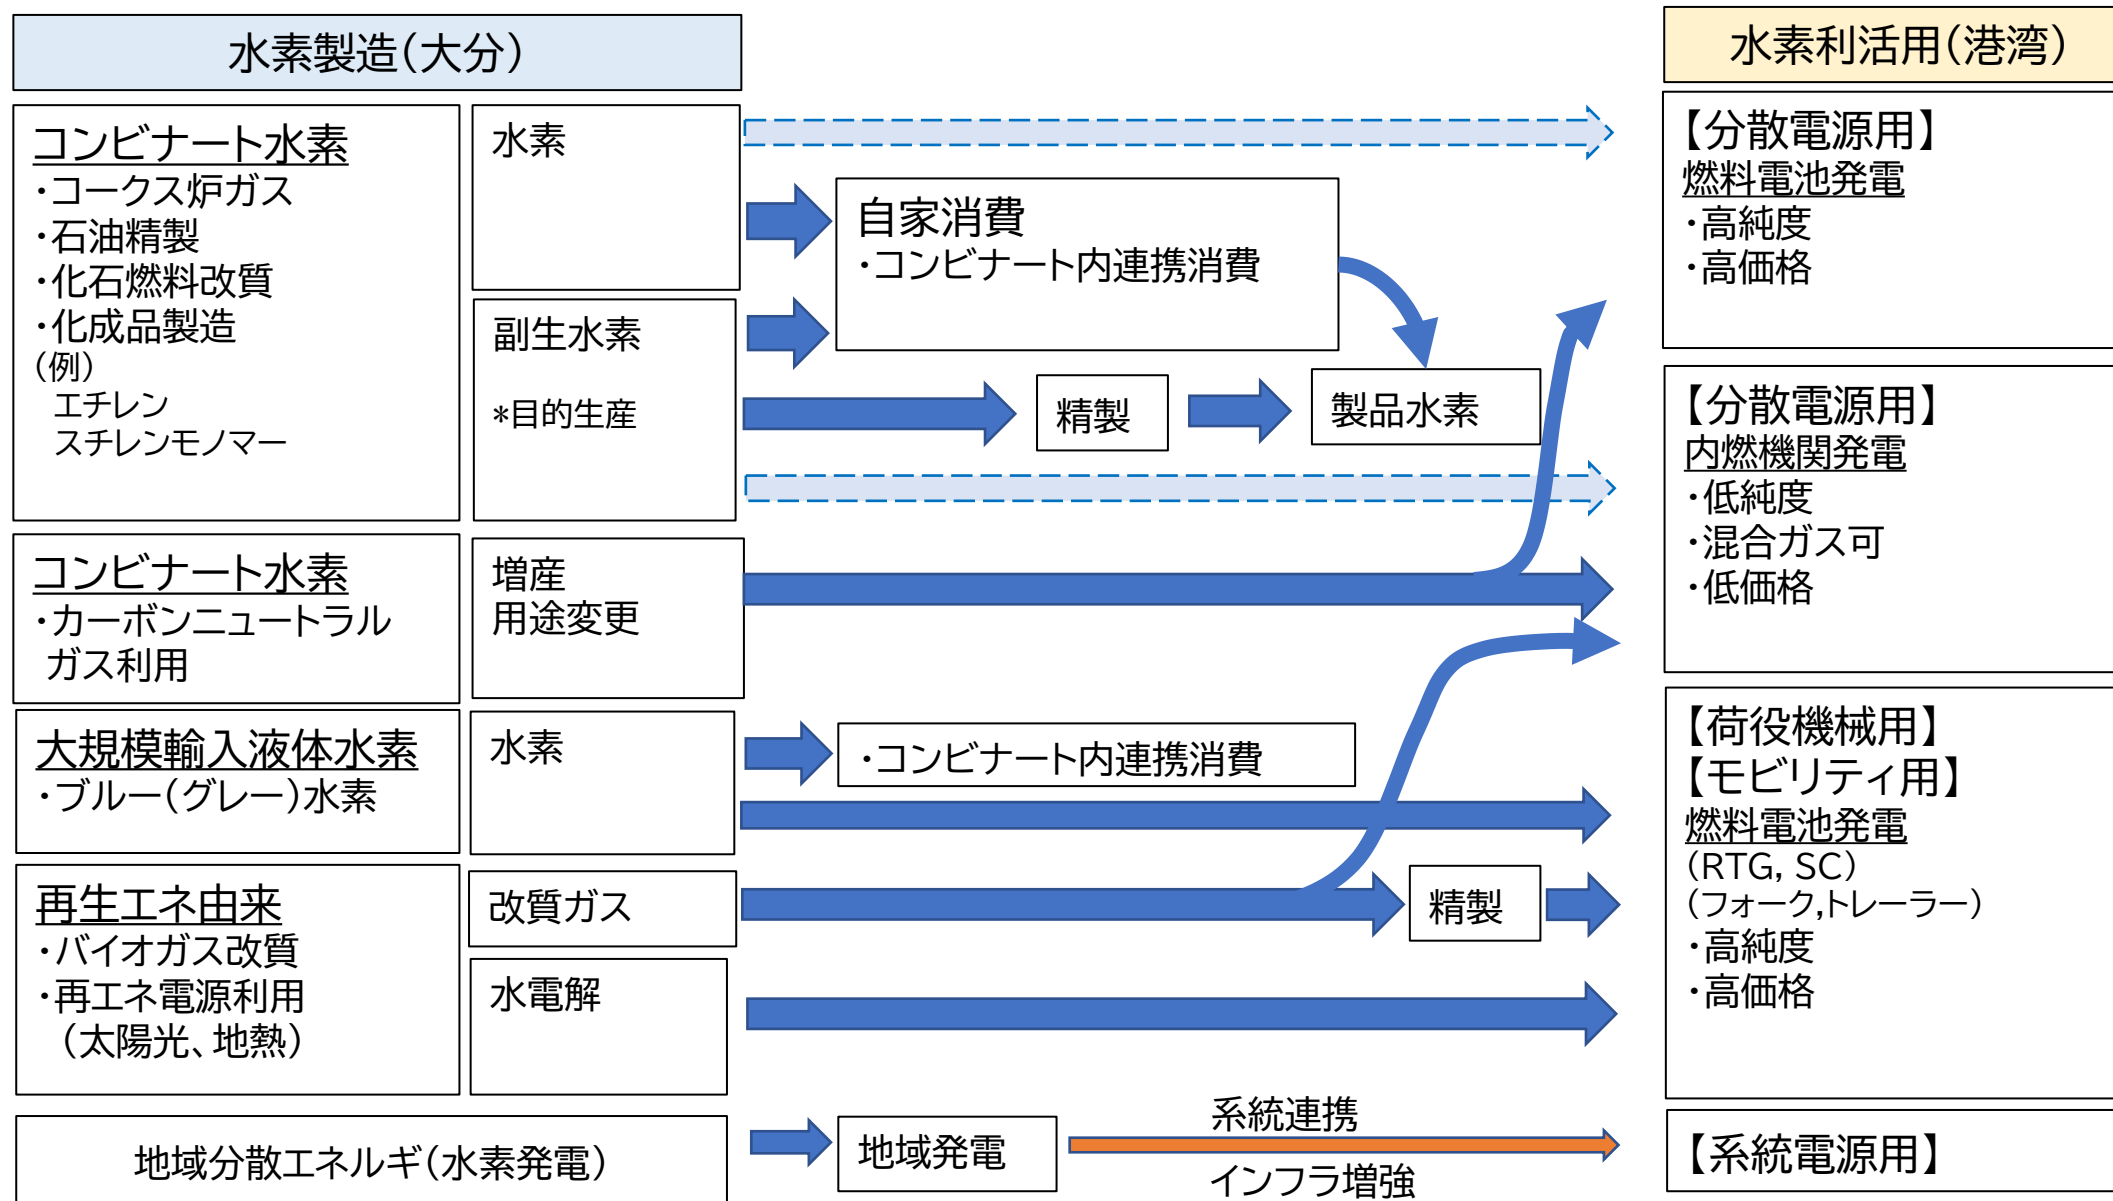 水素製造（大分）
水素利活用（港湾）
コンビナート水素
・コークス炉ガス
・石油精製
・化石燃料改質
・化成品製造
（例）
エチレン
スチレンモノマー
水素
副生水素
*目的生産
自家消費
・コンビナート内連携消費
精製
製品水素
【分散電源用】
燃料電池発電
・高純度
・高価格
【分散電源用】
内燃機関発電
・低純度
・混合ガス可
・低価格
コンビナート水素
・カーボンニュートラル
ガス利用
増産
用途変更
大規模輸入液体水素
・ブルー（グレー）水素
水素
・コンビナート内連携消費
【荷役機械用】
【モビリティ用】
燃料電池発電
（RTG, SC）
（フォーク,トレーラー）
・高純度
・高価格
再生エネ由来
・バイオガス改質
・再エネ電源利用
（太陽光、地熱）
改質ガス
精製
水電解
地域分散エネルギ（水素発電）
地域発電
系統連携
インフラ増強
【系統電源用】